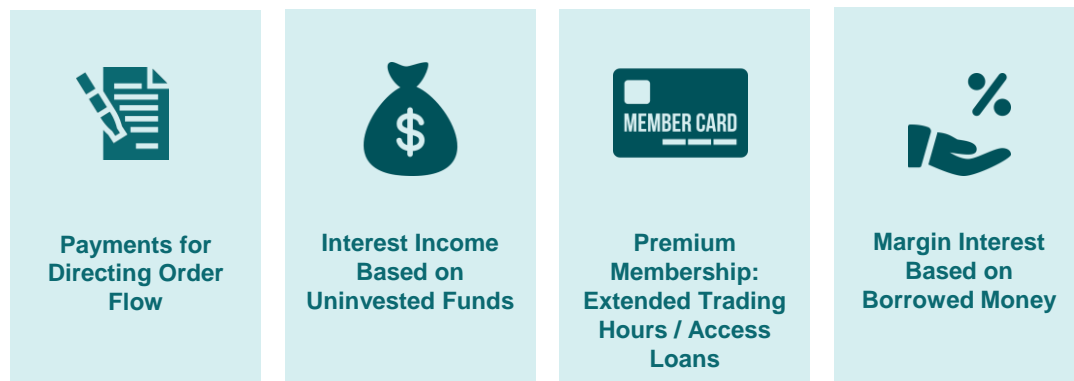 $
MEMBER CARD
%
Payments for
Directing Order
Flow
Interest Income
Based on
Uninvested Funds
Premium
Membership:
Extended Trading
Hours / Access
Loans
Margin Interest
Based on
Borrowed Money